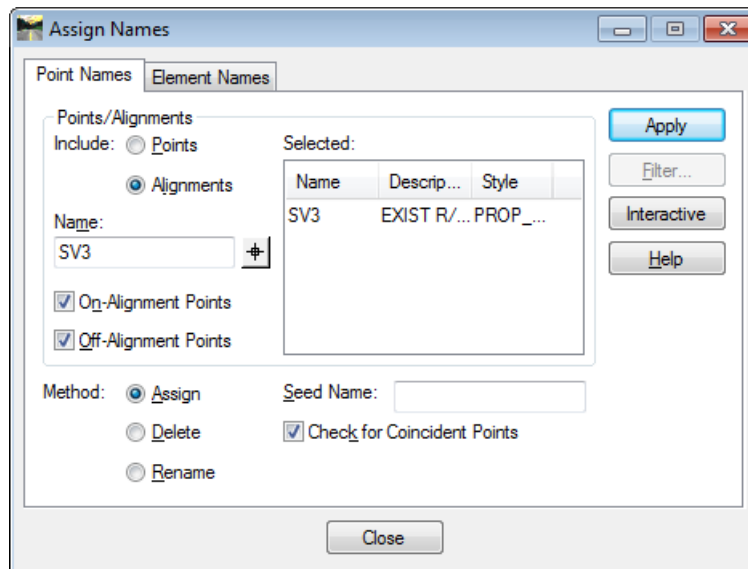 Assign Names
Point Names
Element Names
Points/Alignments
Include:
Points
Alignments
Selected:
Name Descrip... Style
SV3 EXIST R/... PROP_...
Name:
SV3
On-Alignment Points
Off-Alignment Points
Apply
Filter...
Interactive
Help
Method:
Assign
Delete
Rename
Seed Name:
Check for Coincident Points
Close